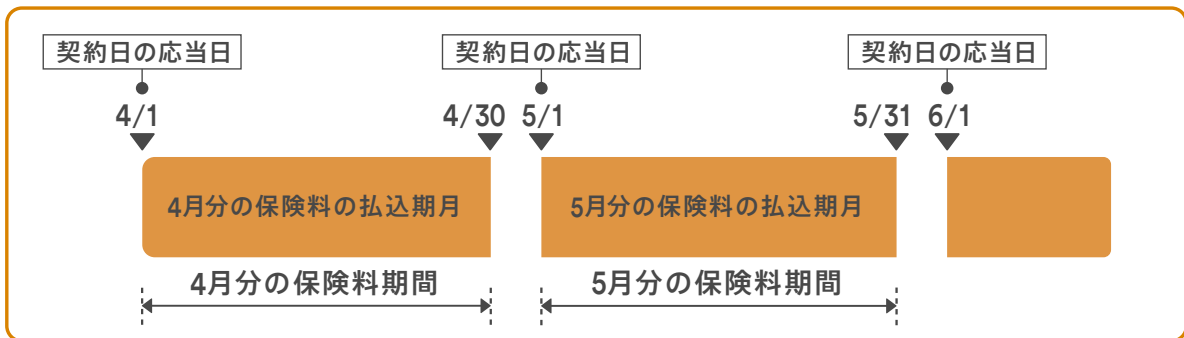 契約日の応当日 契約日の応当日 契約日の応当日
4/1 4/30 5/1 5/31 6/1
4月分の保険料の払込期月 5月分の保険料の払込期月
4月分の保険料期間 5月分の保険料期間